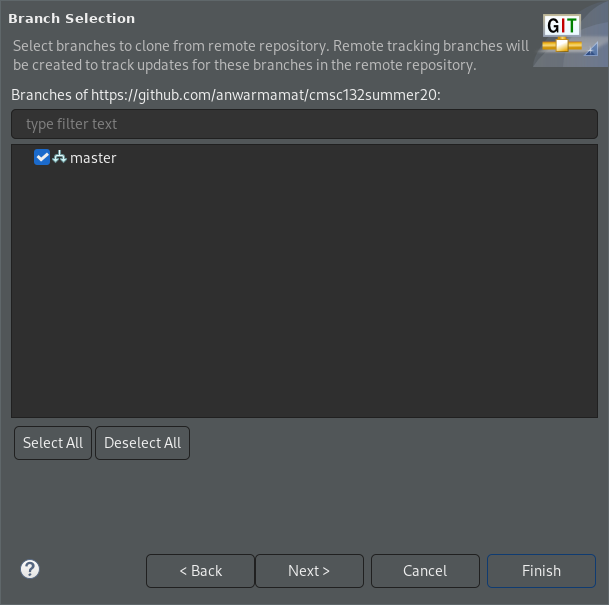 Branch Selection
GIT
Select branches to clone from remote repository. Remote tracking branches will
be created to track updates for these branches in the remote repository.
Branches of https://github.com/anwarmamat/cmsc132summer20:
type filter text
master
Select All
Deselect All
?
< Back
Next >
Cancel
Finish